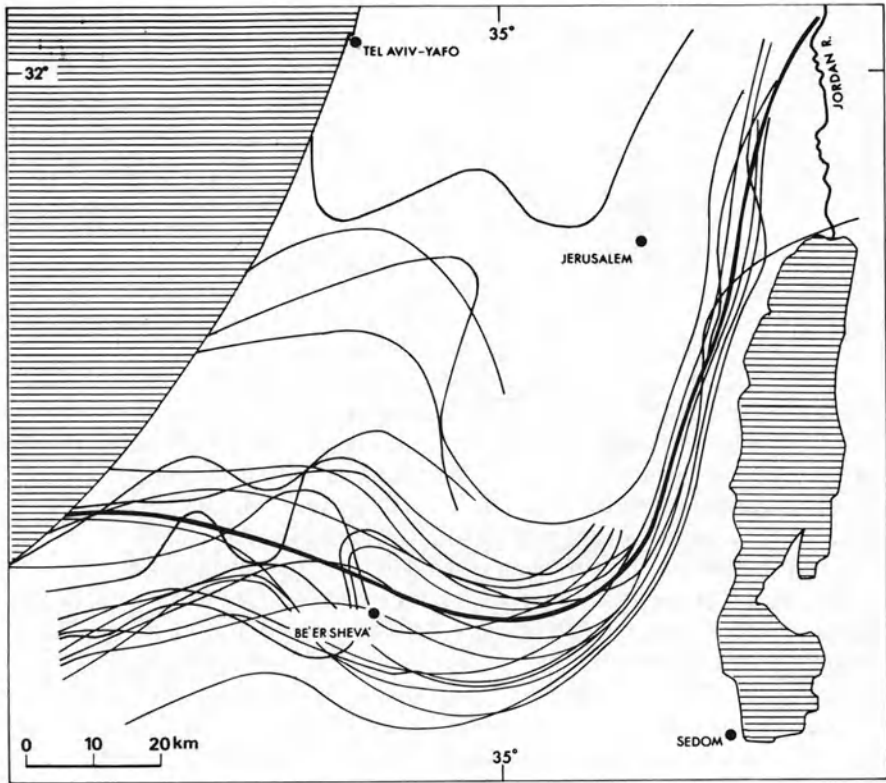 35°
TEL AVIV-YAFO
32°
JORDAN R.
JERUSALEM
BE'ER SHEVA'
SEDOM
0 10 20 km
35°